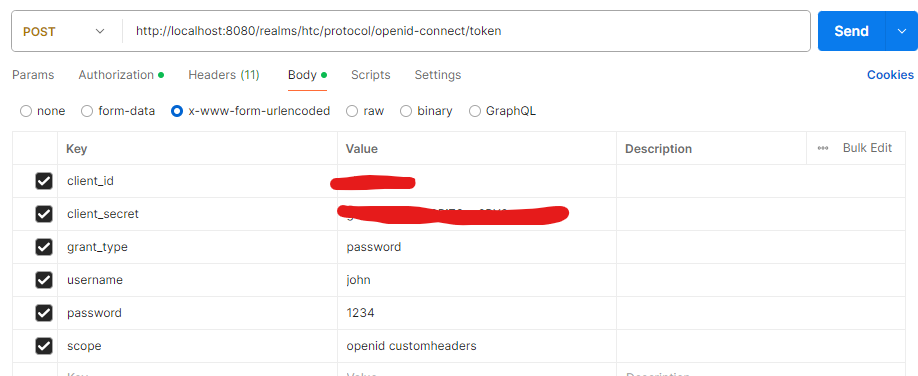 POST http://localhost:8080/realms/htc/protocol/openid-connect/token Send
Params Authorization Headers (11) Body Scripts Settings Cookies
none form-data x-www-form-urlencoded raw binary GraphQL
Key Value Description Bulk Edit
client_id
client_secret
grant_type password
username john
password 1234
scope openid customheaders
Key Value Description